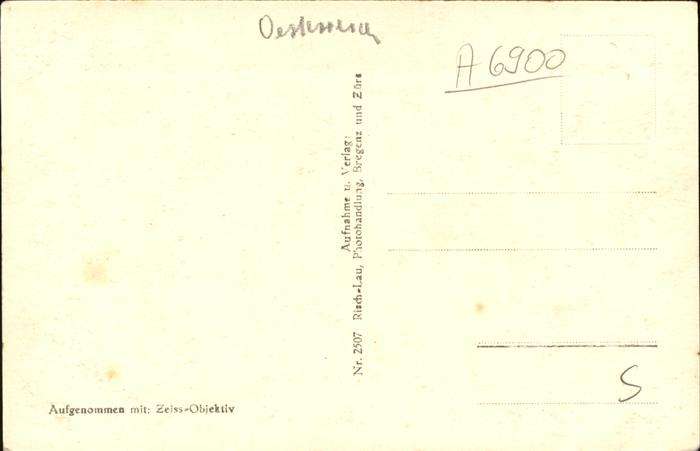 Oesterreich
A 6900
Aufnahme u. Verlag:
Nr. 2507 Risch-Lau, Photohandlung, Bregenz und Zürs
S
Aufgenommen mit: Zeiss-Objektiv